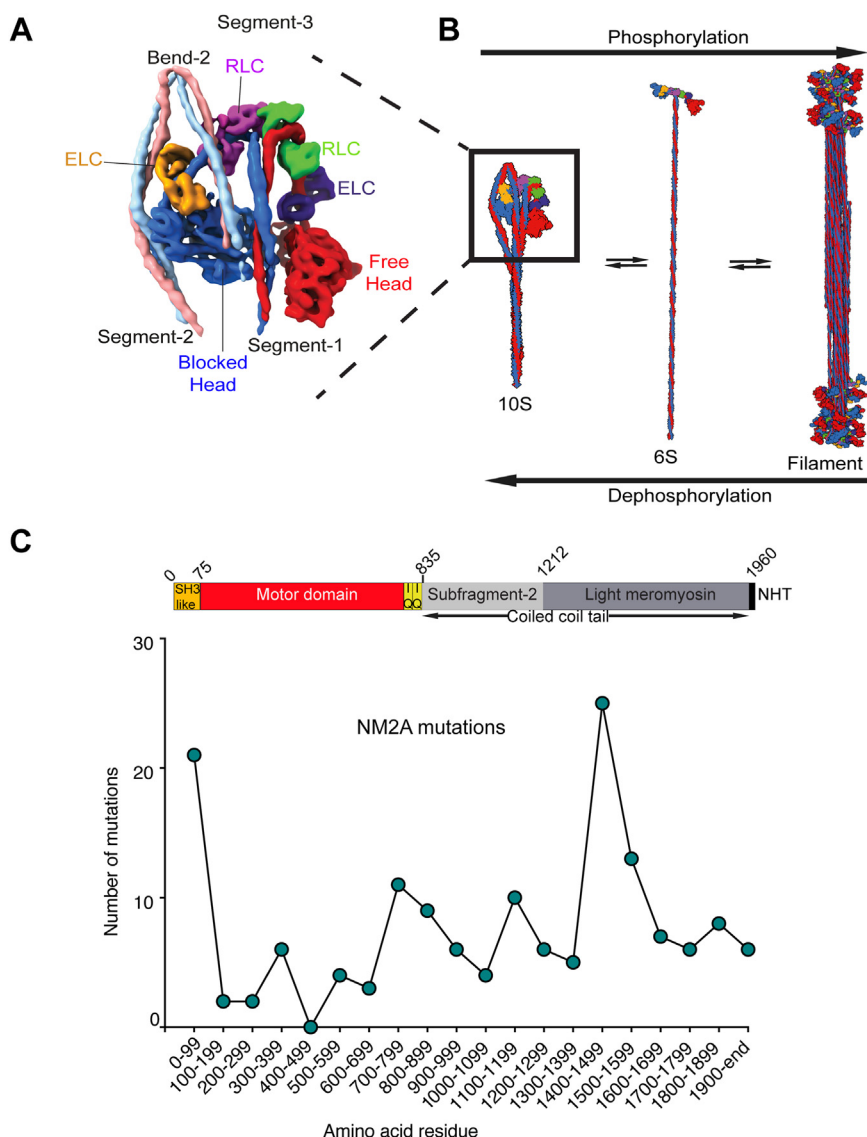 A
Segment-3
Bend-2
RLC
ELC
RLC
ELC
Free
Head
Segment-2
Segment-1
Blocked
Head
B
Phosphorylation
10S
6S
Filament
Dephosphorylation
C
0
75
835
1212
1960
SH3
like
Motor domain
I I
Q Q
Subfragment-2
Light meromyosin
NHT
Coiled coil tail
NM2A mutations
Number of mutations
30
20
10
0
0-99
100-199
200-299
300-399
400-499
500-599
600-699
700-799
800-899
900-999
1000-1099
1100-1199
1200-1299
1300-1399
1400-1499
1500-1599
1600-1699
1700-1799
1800-1899
1900-end
Amino acid residue